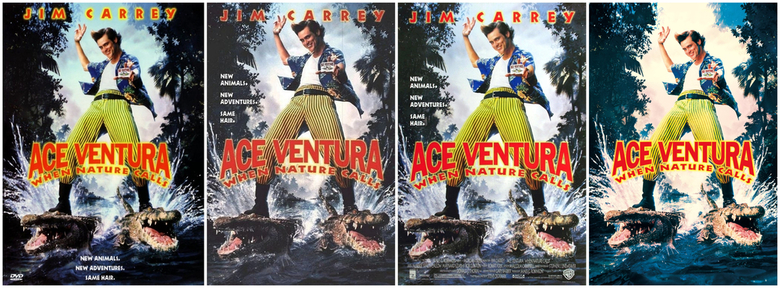 JIM CARREY
ACE VENTURA
WHEN NATURE CALLS
NEW ANIMALS.
NEW ADVENTURES.
SAME HAIR.
DVD
JIM CARREY
NEW
ANIMALS.
NEW
ADVENTURES.
SAME
HAIR.
ACE VENTURA
WHEN NATURE CALLS
JIM CARREY
NEW
ANIMALS.
NEW
ADVENTURES.
SAME
HAIR.
ACE VENTURA
WHEN NATURE CALLS
ACE VENTURA
WHEN NATURE CALLS